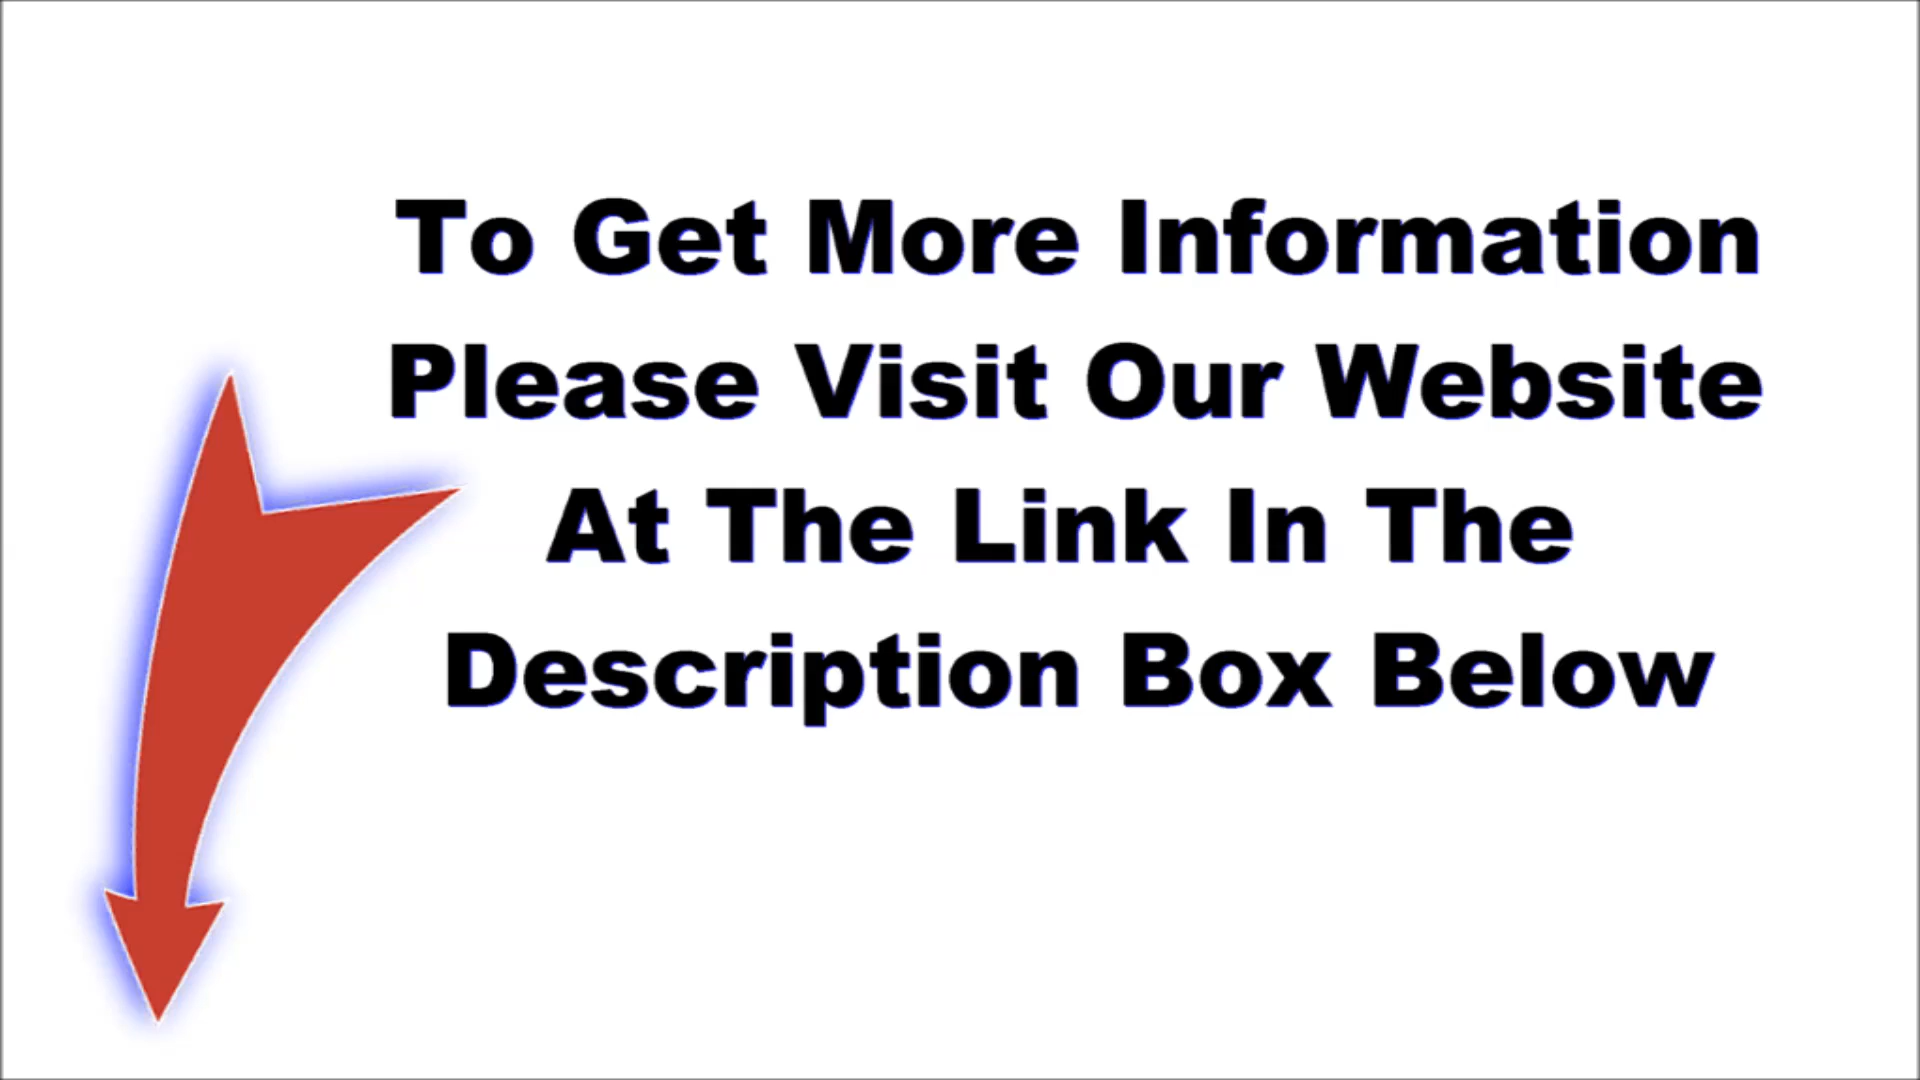 To Get More Information
Please Visit Our Website
At The Link In The
Description Box Below